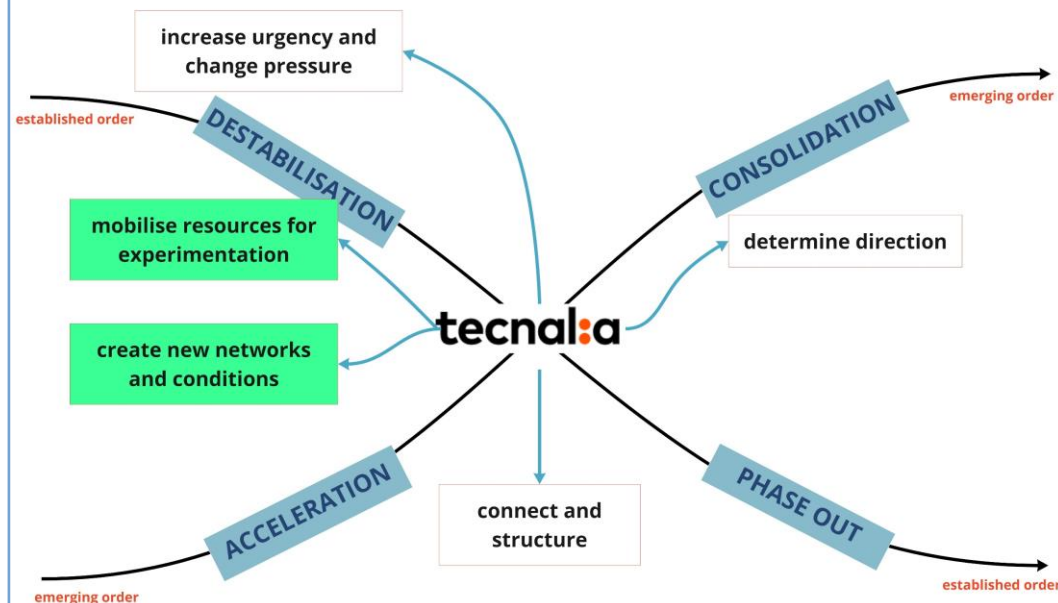 increase urgency and
change pressure
established order
DESTABILISATION
CONSOLIDATION
emerging order
mobilise resources for
experimentation
determine direction
tecnal:a
create new networks
and conditions
ACCELERATION
connect and
structure
PHASE OUT
emerging order
established order